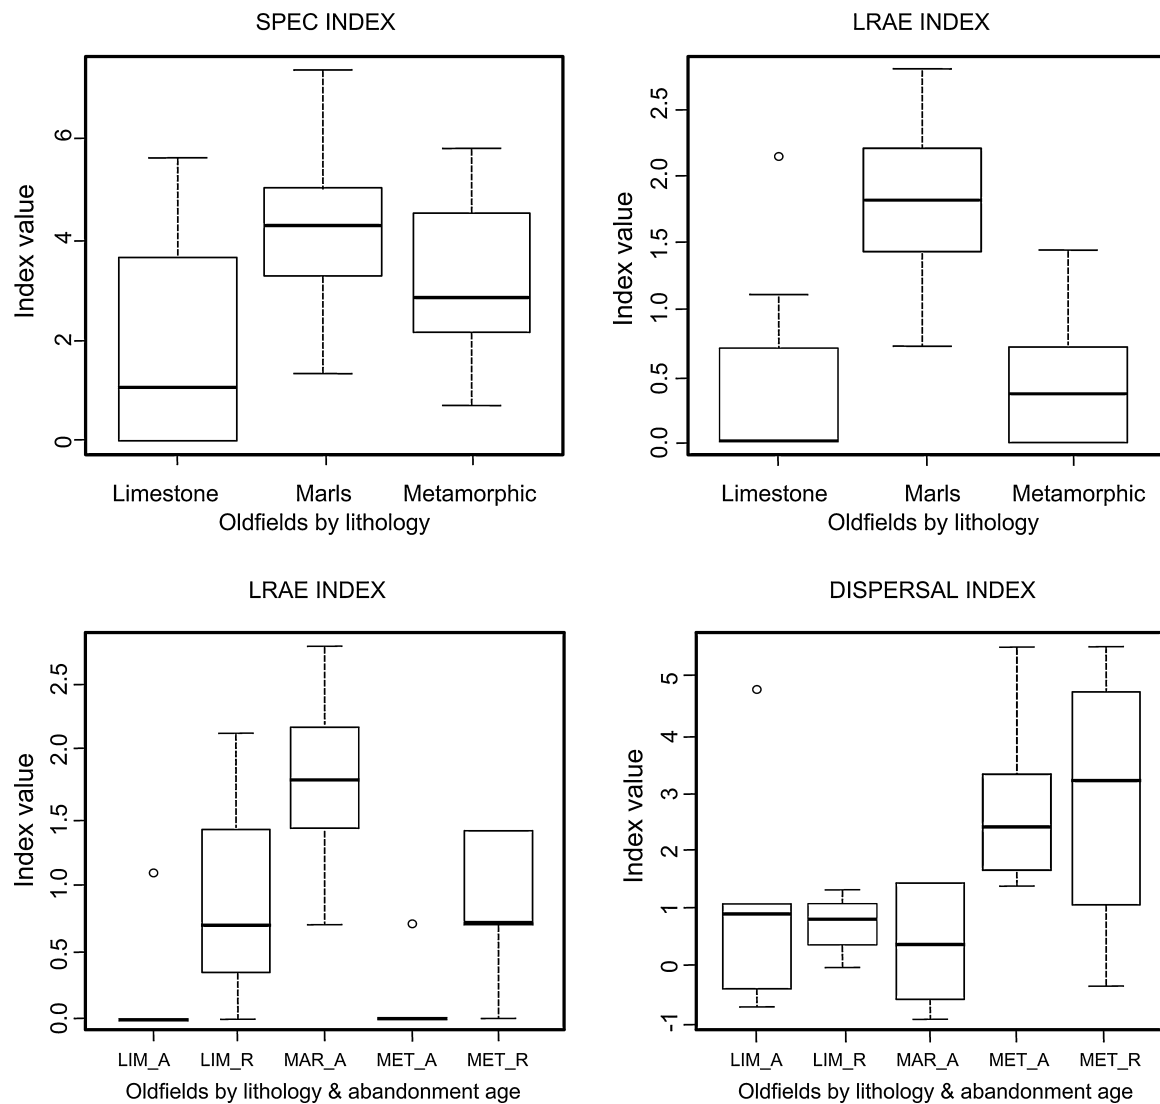 SPEC INDEX
Index value
6
4
2
0
Limestone Marls Metamorphic
Oldfields by lithology
LRAE INDEX
Index value
2.5
2.0
1.5
1.0
0.5
0.0
Limestone Marls Metamorphic
Oldfields by lithology
LRAE INDEX
Index value
2.5
2.0
1.5
1.0
0.5
0.0
LIM_A LIM_R MAR_A MET_A MET_R
Oldfields by lithology & abandonment age
DISPERSAL INDEX
Index value
5
4
3
2
1
0
-1
LIM_A LIM_R MAR_A MET_A MET_R
Oldfields by lithology & abandonment age